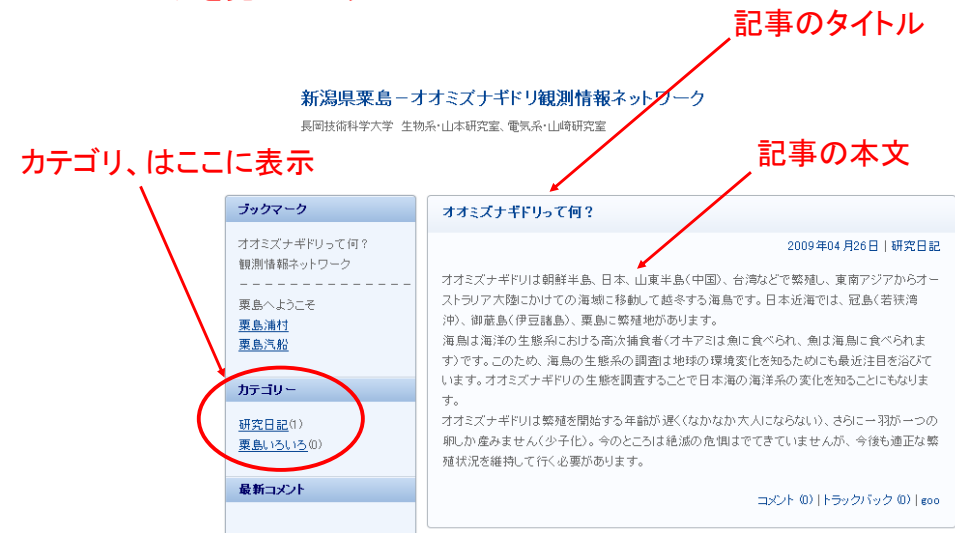 記事のタイトル
新潟県粟島－オオミズナギドリ観測情報ネットワーク
長岡技術科学大学 生物系・山本研究室、電気系・山崎研究室
カテゴリ、はここに表示
記事の本文
ブックマーク
オオミズナギドリって何？
観測情報ネットワーク
--------------
粟島へようこそ
粟島浦村
粟島汽船
カテゴリー
研究日記(1)
粟島いろいろ(0)
最新コメント
オオミズナギドリって何？
2009年04月26日 | 研究日記
オオミズナギドリは朝鮮半島、日本、山東半島（中国）、台湾などで繁殖し、東南アジアからオー
ストラリア大陸にかけての海域に移動して越冬する海鳥です。日本近海では、冠島（若狭湾
沖）、御蔵島（伊豆諸島）、粟島に繁殖地があります。
海鳥は海洋の生態系における高次捕食者（オキアミは魚に食べられ、魚は海鳥に食べられま
す）です。このため、海鳥の生態系の調査は地球の環境変化を知るためにも最近注目を浴びて
います。オオミズナギドリの生態を調査することで日本海の海洋系の変化を知ることにもなりま
す。
オオミズナギドリは繁殖を開始する年齢が遅く（なかなか大人にならない）、さらに一羽が一つの
卵しか産みません（少子化）。今のところは絶滅の危惧はでてきていませんが、今後も適正な繁
殖状況を維持して行く必要があります。
コメント (0) | トラックバック (0) | goo